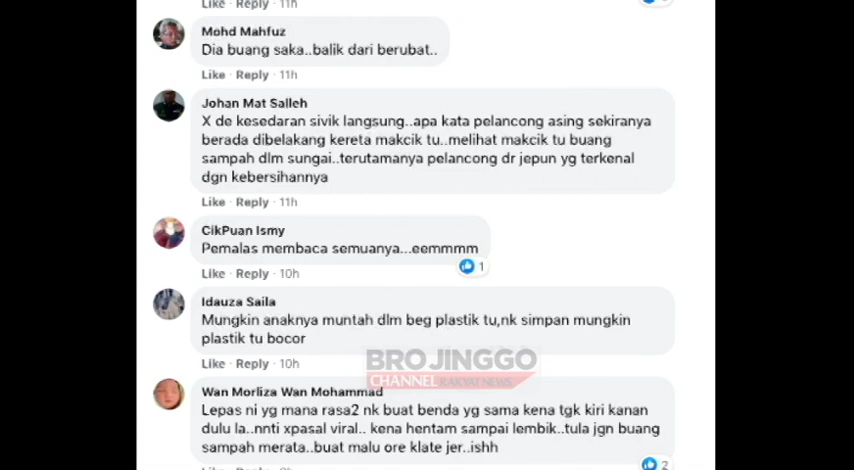 Like · Reply · 11h
Mohd Mahfuz
Dia buang saka..balik dari berubat..
Like · Reply · 11h
Johan Mat Salleh
X de kesedaran sivik langsung..apa kata pelancong asing sekiranya
berada dibelakang kereta makcik tu..melihat makcik tu buang
sampah dlm sungai..terutamanya pelancong dr jepun yg terkenal
dgn kebersihannya
Like · Reply · 11h
CikPuan Ismy
Pemalas membaca semuanya...eemmmm
1
Like · Reply · 10h
Idauza Saila
Mungkin anaknya muntah dlm beg plastik tu,nk simpan mungkin
plastik tu bocor
Like · Reply · 10h
BRO JINGGO
CHANNEL RAKYAT NEWS
Wan Morliza Wan Mohammad
Lepas ni yg mana rasa2 nk buat benda yg sama kena tgk kiri kanan
dulu la..nnti xpasal viral.. kena hentam sampai lembik..tula jgn buang
sampah merata..buat malu ore klate jer..ishh
2